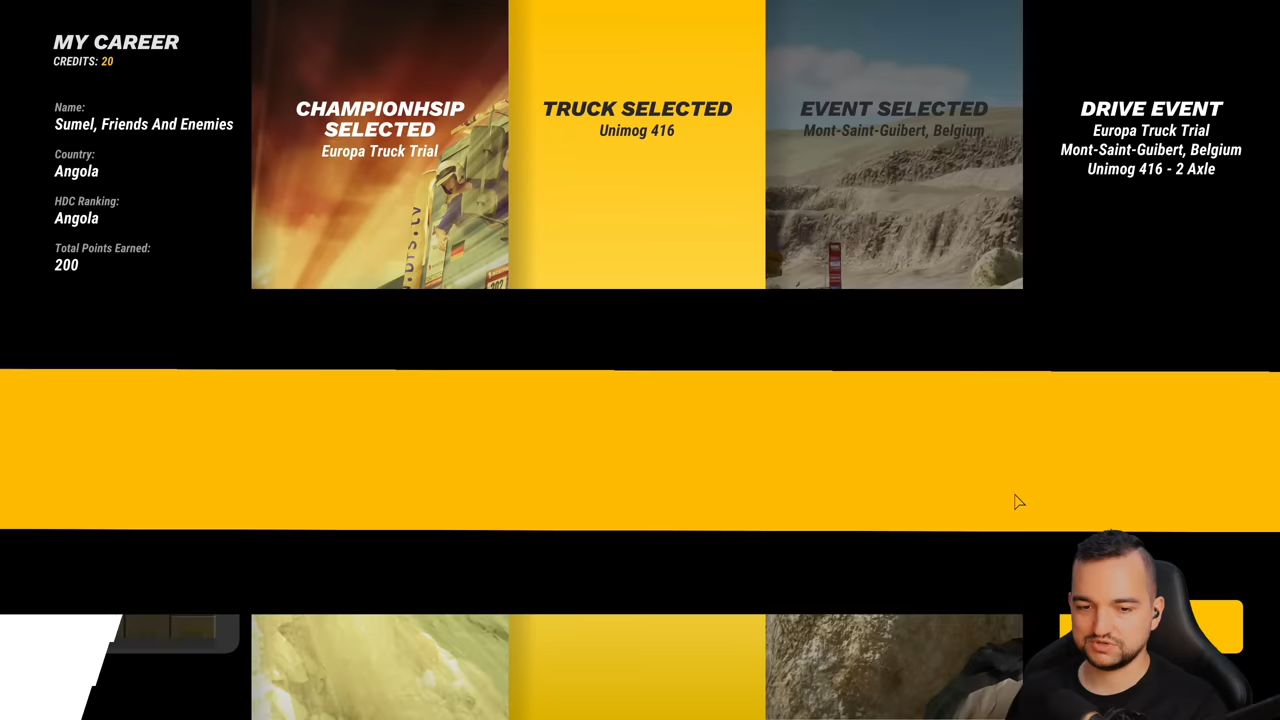 MY CAREER
CREDITS: 20
Name:
Sumel, Friends And Enemies
Country:
Angola
HDC Ranking:
Angola
Total Points Earned:
200
CHAMPIONHSIP
SELECTED
Europa Truck Trial
TRUCK SELECTED
Unimog 416
EVENT SELECTED
Mont-Saint-Guibert, Belgium
DRIVE EVENT
Europa Truck Trial
Mont-Saint-Guibert, Belgium
Unimog 416 - 2 Axle